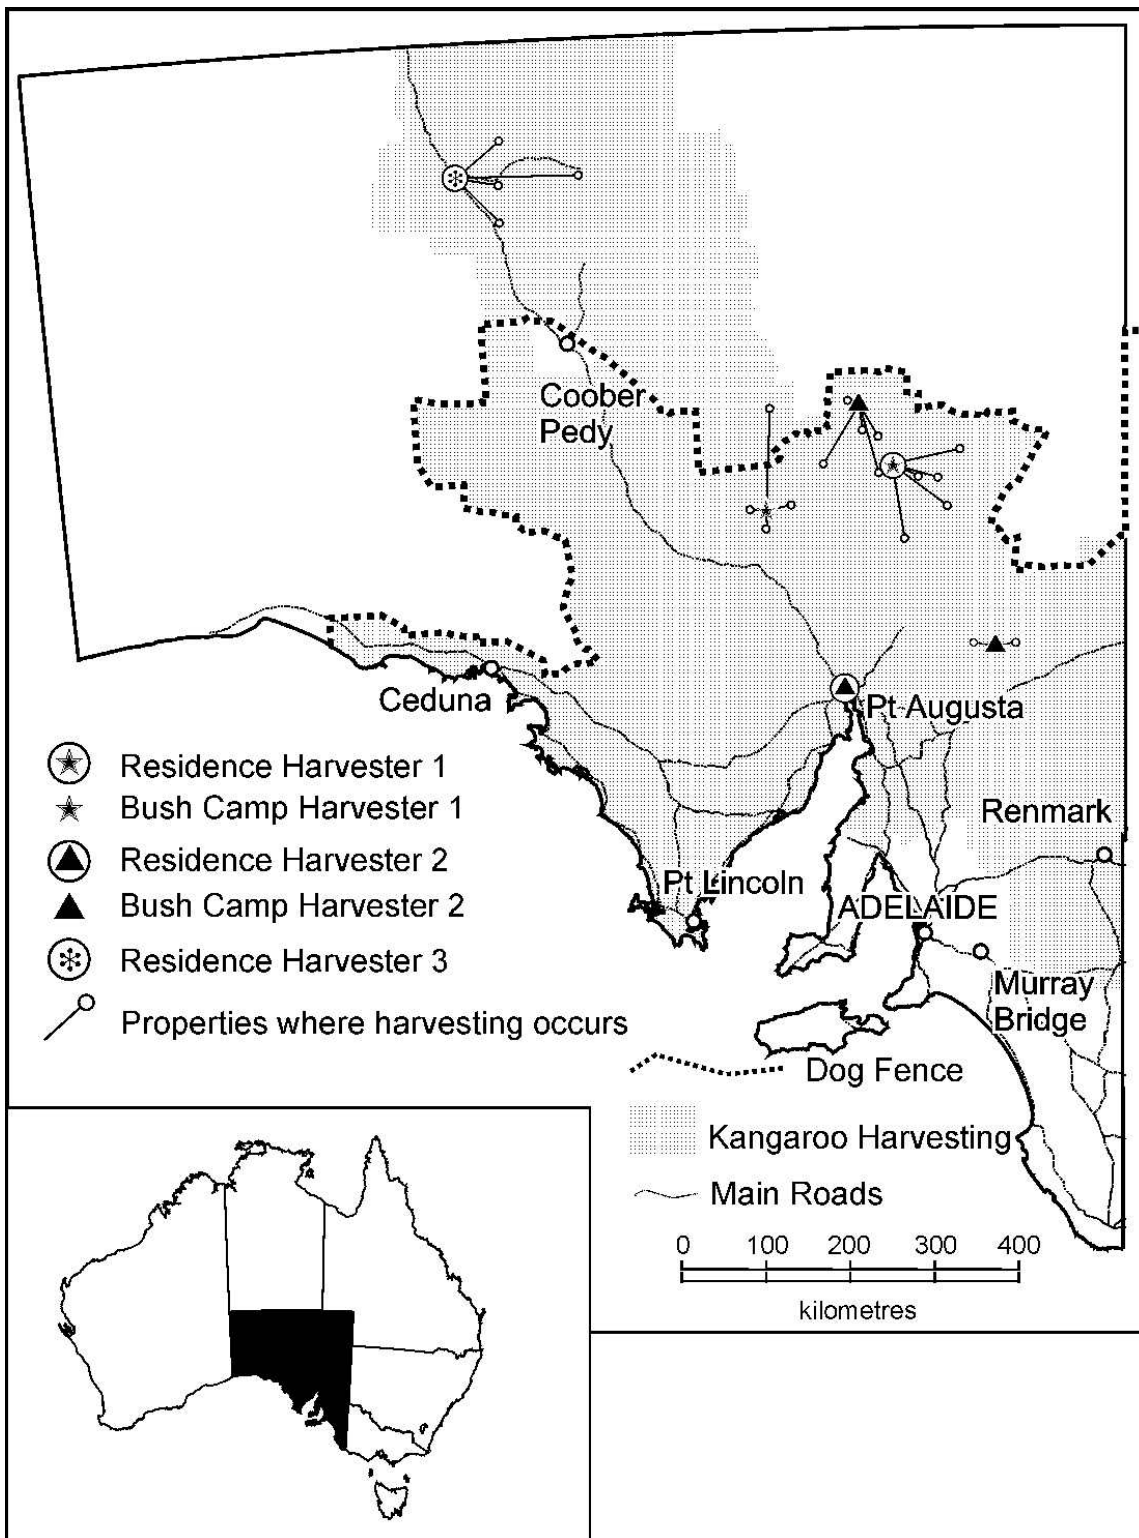 Coober
Pedy
Ceduna
Pt Augusta
Renmark
Pt Lincoln
ADELAIDE
Murray
Bridge
Residence Harvester 1
Bush Camp Harvester 1
Residence Harvester 2
Bush Camp Harvester 2
Residence Harvester 3
Properties where harvesting occurs
Dog Fence
Kangaroo Harvesting
Main Roads
0 100 200 300 400
kilometres